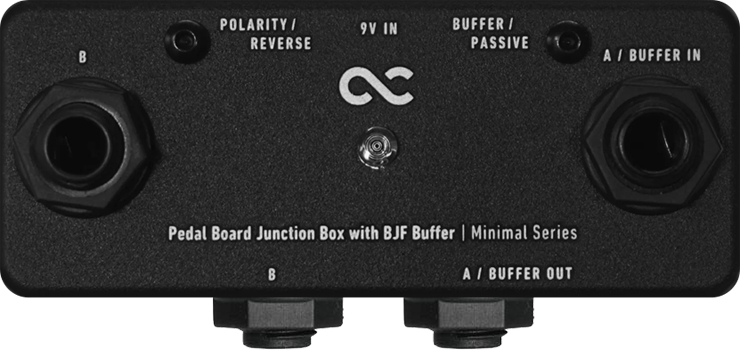 POLARITY /
REVERSE
9V IN
BUFFER /
PASSIVE
B
A / BUFFER IN
Pedal Board Junction Box with BJF Buffer | Minimal Series
B
A / BUFFER OUT